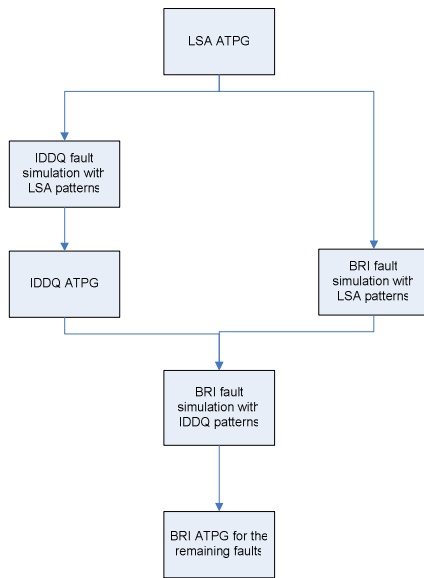 LSA ATPG
IDDQ fault
simulation with
LSA patterns
IDDQ ATPG
BRI fault
simulation with
LSA patterns
BRI fault
simulation with
IDDQ patterns
BRI ATPG for the
remaining faults